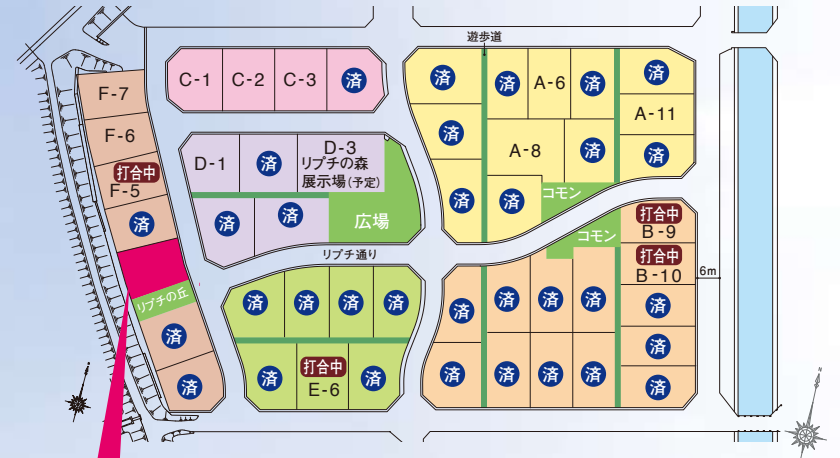 遊歩道
C-1
C-2
C-3
済
済
済
A-6
済
済
A-11
済
済
A-8
済
済
済
コモン
F-7
F-6
打合中
F-5
済
リプチの丘
済
済
D-1
済
D-3
リプチの森
展示場(予定)
済
済
広場
リプチ通り
コモン
打合中
B-9
打合中
B-10
6m
済
済
済
済
済
打合中
E-6
済
済
済
済
済
済
済
済
済
済
済
済
済